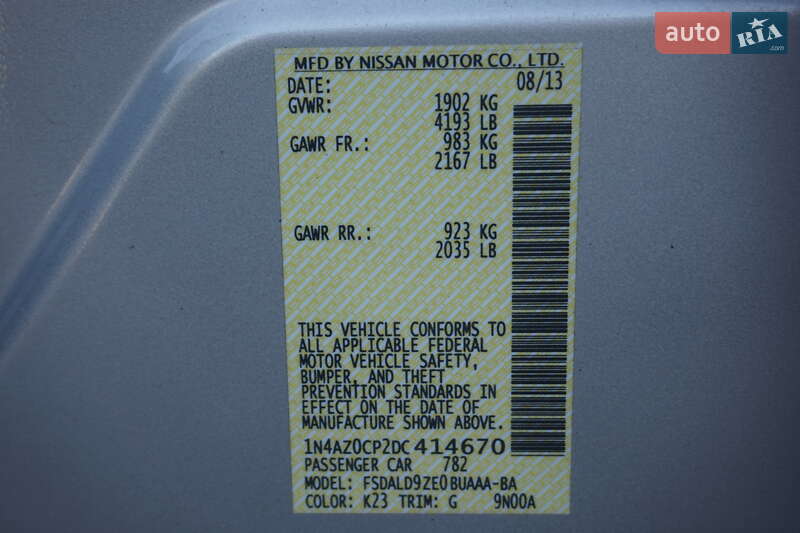 auto RIA.com
MFD BY NISSAN MOTOR CO., LTD.
DATE: 08/13
GVWR: 1902 KG
4193 LB
GAWR FR.: 983 KG
2167 LB
GAWR RR.: 923 KG
2035 LB
THIS VEHICLE CONFORMS TO
ALL APPLICABLE FEDERAL
MOTOR VEHICLE SAFETY,
BUMPER, AND THEFT
PREVENTION STANDARDS IN
EFFECT ON THE DATE OF
MANUFACTURE SHOWN ABOVE.
1N4AZ0CP2DC414670
PASSENGER CAR 782
MODEL: FSDALD9ZE0BUAAA-BA
COLOR: K23 TRIM: G 9N00A